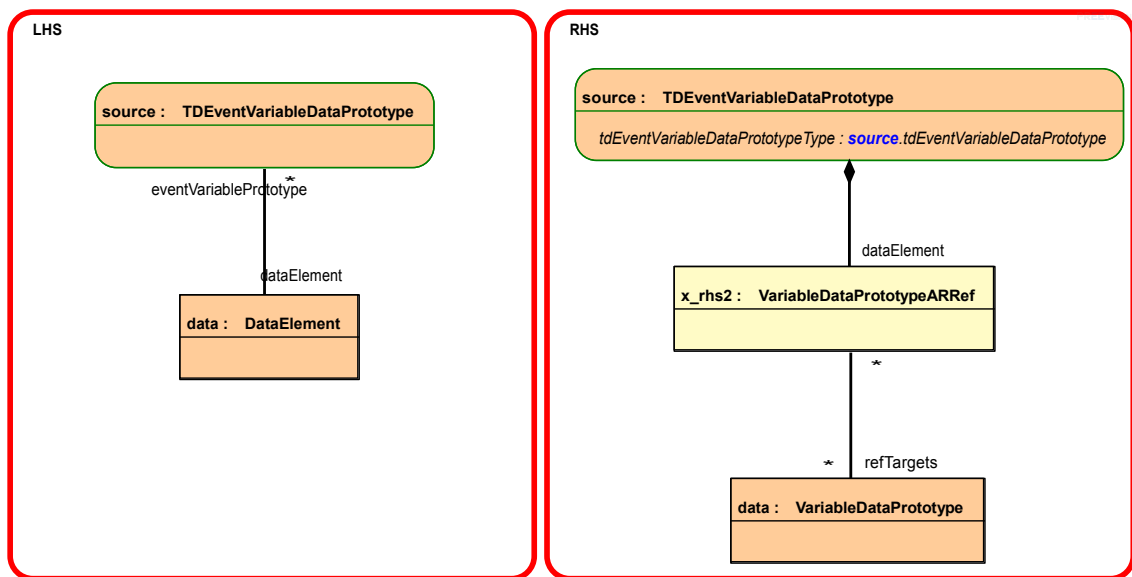 LHS
source : TDEventVariableDataPrototype
*
eventVariablePrototype
dataElement
data : DataElement
RHS
source : TDEventVariableDataPrototype
tdEventVariableDataPrototypeType : source.tdEventVariableDataPrototype
dataElement
x_rhs2 : VariableDataPrototypeARRef
*
* refTargets
data : VariableDataPrototype